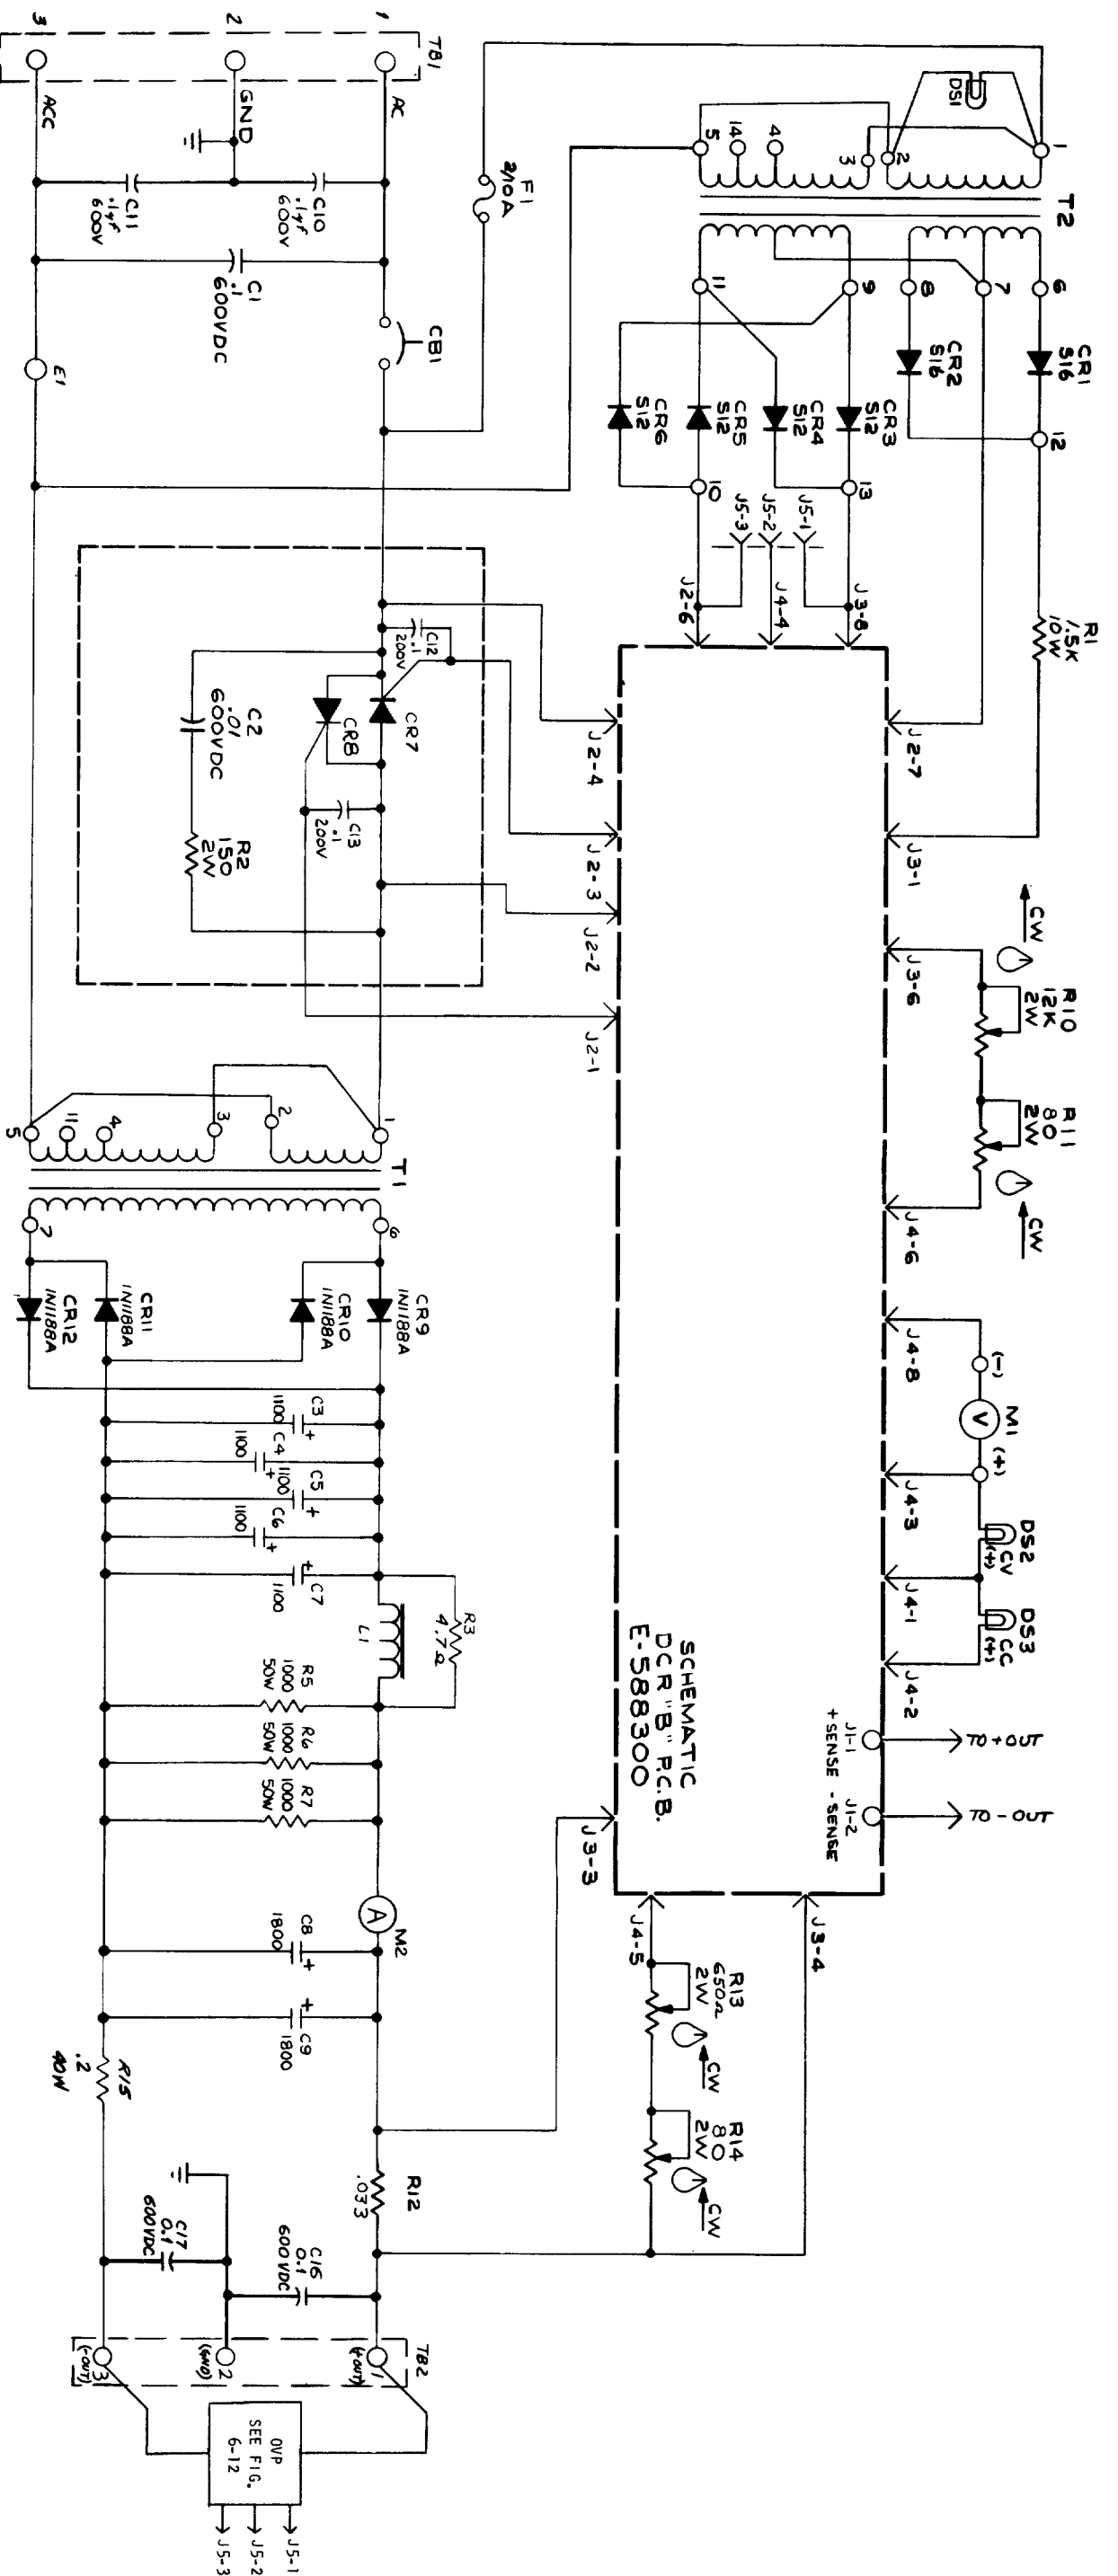 TB1
1
2
3
AC
GND
ACC
C10
.1µf
600V
C11
.1µf
600V
C1
.1
600VDC
CB1
E1
F1
2/10A
DS1
1
2
3
4
14
5
T2
6
7
8
9
11
CR1
S16
CR2
S16
12
CR3
S12
CR4
S12
CR5
S12
CR6
S12
13
10
J5-1
J5-2
J5-3
J3-8
J4-4
J2-6
R1
1.5K
10W
J2-7
J3-1
J3-6
CW
R10
12K
2W
R11
80
2W
CW
J4-6
J4-8
(-)
M1
V
(+)
J4-3
DS2
CV
(+)
J4-1
DS3
CC
(+)
J4-2
TO +OUT
J1-1
+ SENSE
TO -OUT
J1-2
- SENSE
SCHEMATIC
DCR "B" P.C.B.
E-588300
J2-4
J2-3
J2-2
J2-1
J3-3
J3-4
J4-5
R13
650Ω
2W
CW
R14
80
2W
CW
C12
.1
200V
CR7
CR8
C13
.1
200V
C2
.01
600VDC
R2
150
2W
T1
1
2
3
4
11
5
6
7
CR9
1N1188A
CR10
1N1188A
CR11
1N1188A
CR12
1N1188A
C3
+
1100
C4
+
1100
C5
+
1100
C6
+
1100
C7
+
1100
R3
4.7Ω
L1
R5
1000
50W
R6
1000
50W
R7
1000
50W
M2
A
C8
+
1800
C9
+
1800
R15
.2
40W
R12
.033
C16
0.1
600VDC
C17
0.1
600VDC
TB2
1
(+OUT)
2
(GND)
3
(-OUT)
OVP
SEE FIG.
6-12
J5-1
J5-2
J5-3